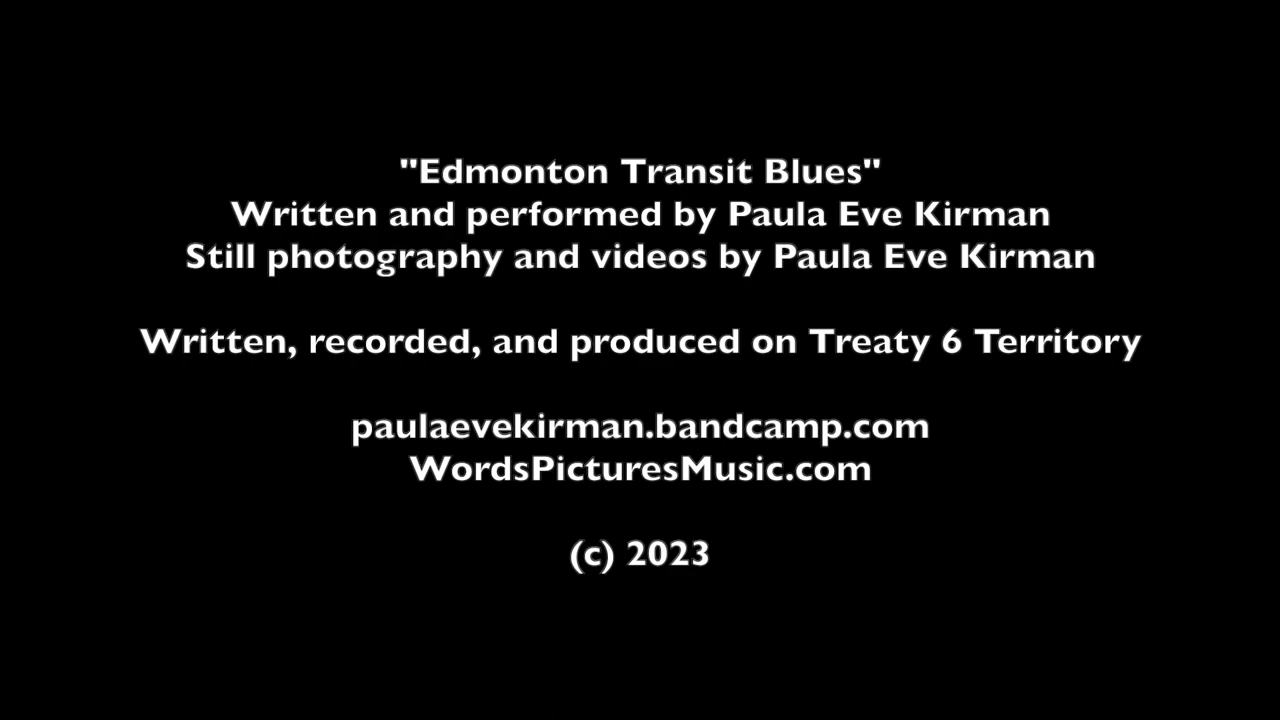 "Edmonton Transit Blues"
Written and performed by Paula Eve Kirman
Still photography and videos by Paula Eve Kirman
Written, recorded, and produced on Treaty 6 Territory
paulaevekirman.bandcamp.com
WordsPicturesMusic.com
(c) 2023